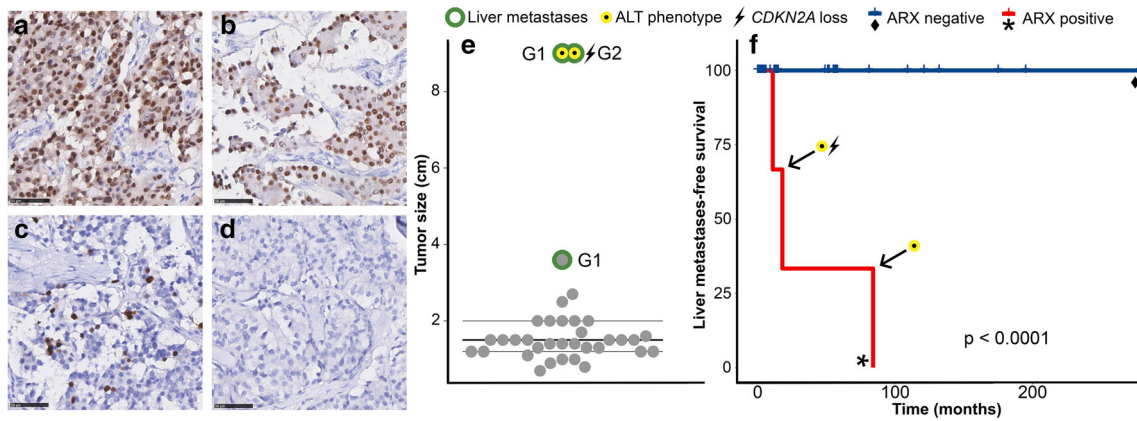 Liver metastases ALT phenotype CDKN2A loss ARX negative ARX positive
a
b
c
d
e
G1
G2
8
6
4
G1
2
Tumor size (cm)
f
100
75
50
25
0
Liver metastases-free survival
p < 0.0001
*
0 100 200
Time (months)